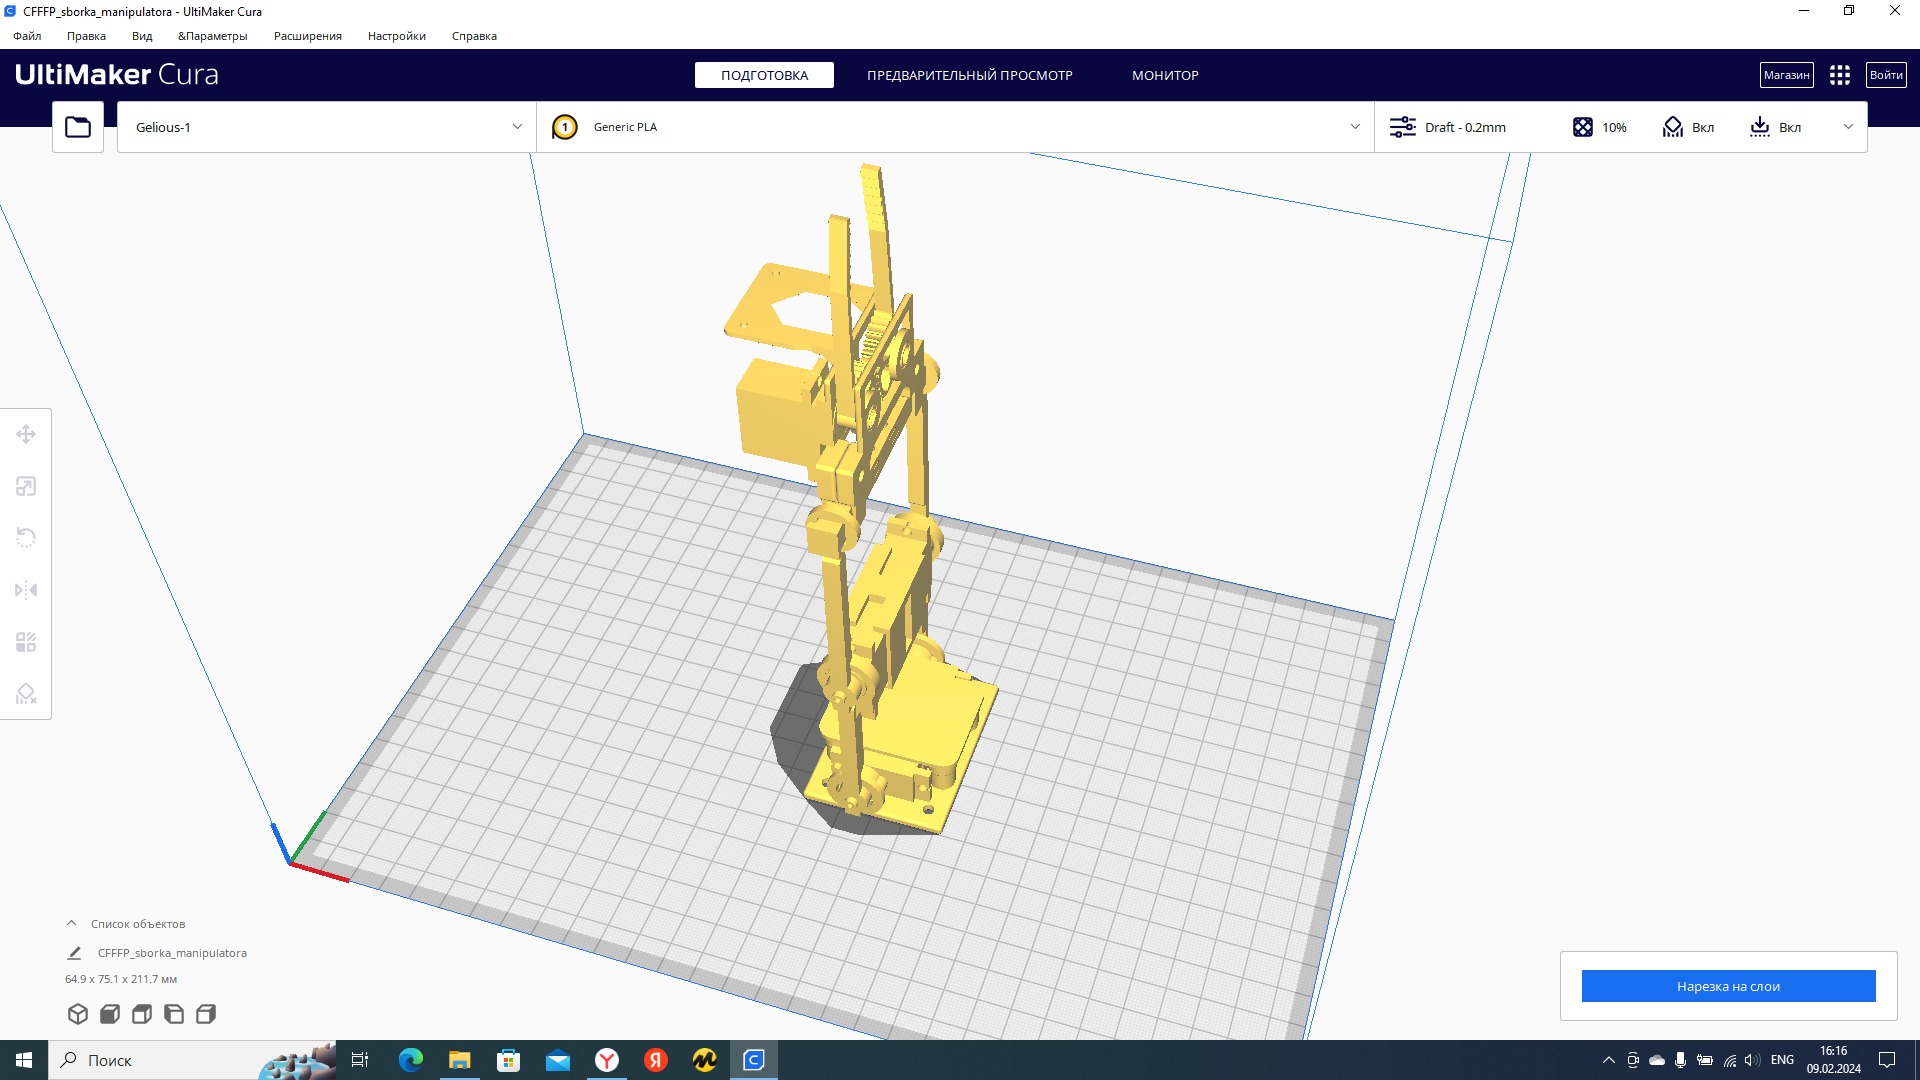 CFFFP_sborka_manipulatora - UltiMaker Cura
Файл Правка Вид &Параметры Расширения Настройки Справка
UltiMaker Cura ПОДГОТОВКА ПРЕДВАРИТЕЛЬНЫЙ ПРОСМОТР МОНИТОР Магазин Войти
Gelious-1 1 Generic PLA Draft - 0.2mm 10% Вкл Вкл
Список объектов
CFFFP_sborka_manipulatora
64.9 x 75.1 x 211.7 мм
Нарезка на слои
Поиск Y Я ENG 16:16
09.02.2024